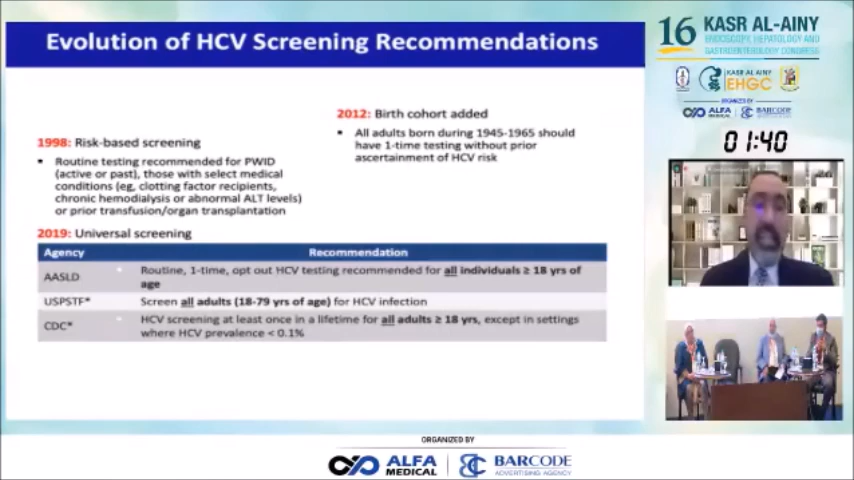 Evolution of HCV Screening Recommendations
2012: Birth cohort added
▪ All adults born during 1945-1965 should
have 1-time testing without prior
ascertainment of HCV risk
1998: Risk-based screening
▪ Routine testing recommended for PWID
(active or past), those with select medical
conditions (eg, clotting factor recipients,
chronic hemodialysis or abnormal ALT levels)
or prior transfusion/organ transplantation
2019: Universal screening
Agency Recommendation
AASLD Routine, 1-time, opt out HCV testing recommended for all individuals ≥ 18 yrs of
age
USPSTF* Screen all adults (18-79 yrs of age) for HCV infection
CDC* HCV screening at least once in a lifetime for all adults ≥ 18 yrs, except in settings
where HCV prevalence < 0.1%
16 KASR AL-AINY
ENDOSCOPY, HEPATOLOGY AND
GASTROENTEROLOGY CONGRESS
KASR EL-AINY
EHGC
ORGANIZED BY
ALFA MEDICAL BARCODE
01:40
ORGANIZED BY
ALFA MEDICAL BARCODE
ADVERTISING AGENCY